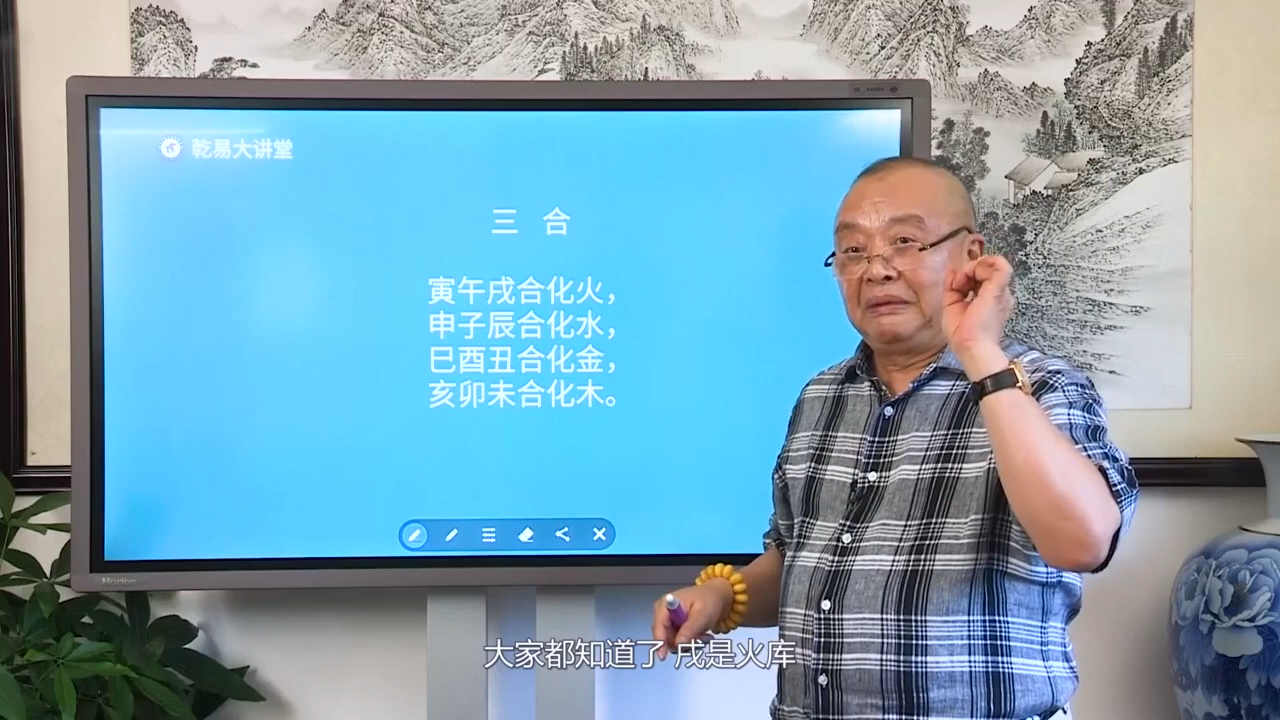 乾易大讲堂
三 合
寅午戌合化火，
申子辰合化水，
巳酉丑合化金，
亥卯未合化木。
大家都知道了 戌是火库